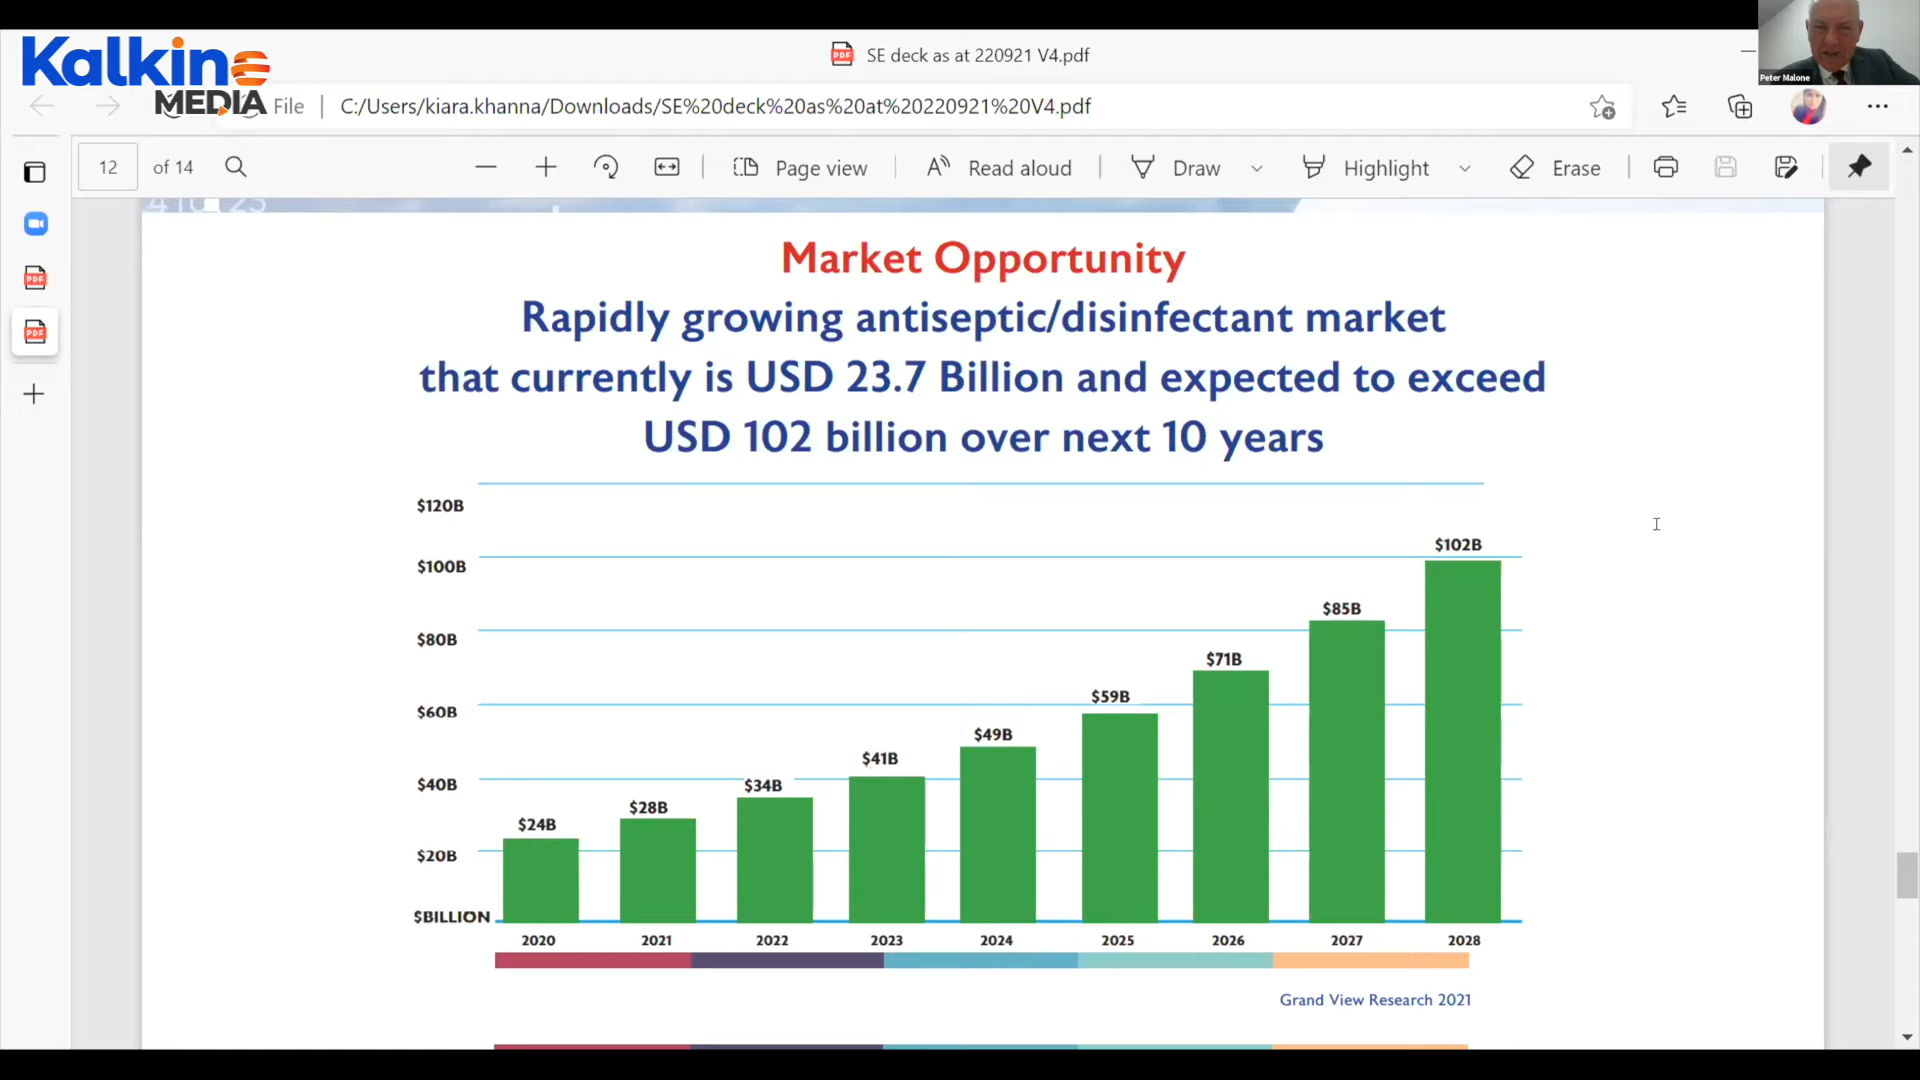 Kalkine
MEDIA
SE deck as at 220921 V4.pdf
Peter Malone
File
C:/Users/kiara.khanna/Downloads/SE%20deck%20as%20at%20220921%20V4.pdf
12 of 14
Page view
Read aloud
Draw
Highlight
Erase
Market Opportunity
Rapidly growing antiseptic/disinfectant market
that currently is USD 23.7 Billion and expected to exceed
USD 102 billion over next 10 years
$120B
$100B
$80B
$60B
$40B
$20B
$BILLION
$24B
$28B
$34B
$41B
$49B
$59B
$71B
$85B
$102B
2020 2021 2022 2023 2024 2025 2026 2027 2028
Grand View Research 2021